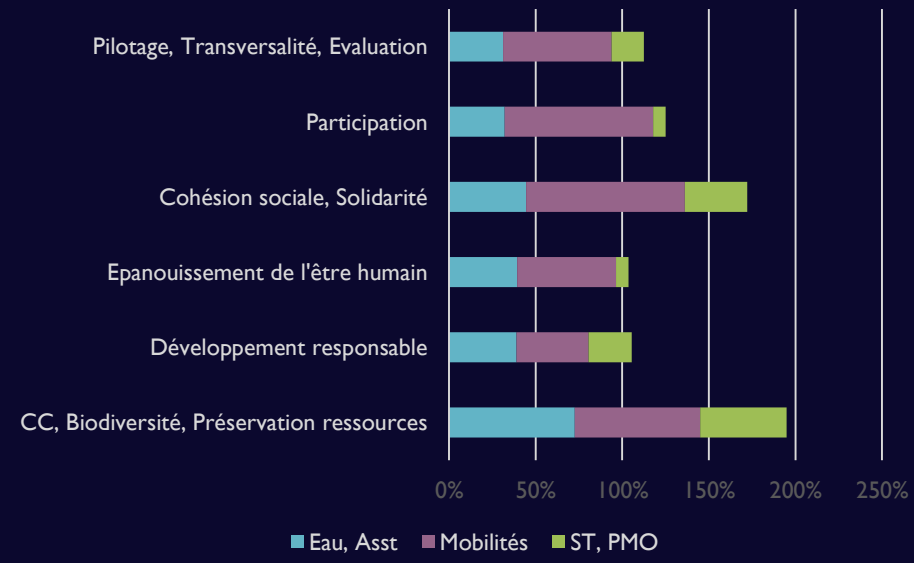 Pilotage, Transversalité, Evaluation
Participation
Cohésion sociale, Solidarité
Epanouissement de l'être humain
Développement responsable
CC, Biodiversité, Préservation ressources
0% 50% 100% 150% 200% 250%
Eau, Asst Mobilités ST, PMO